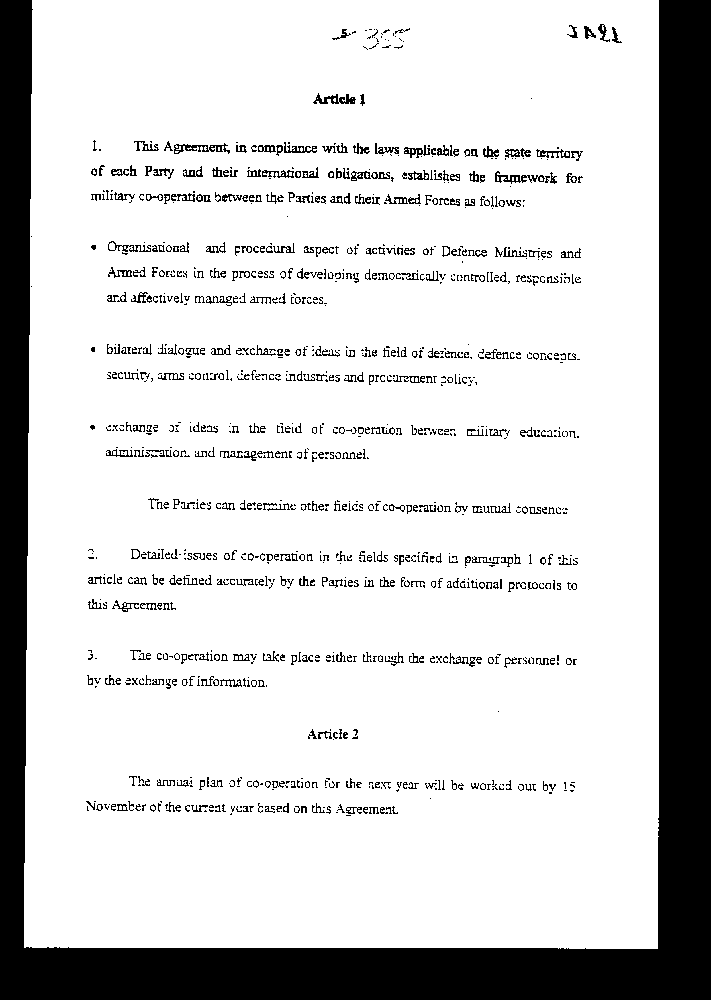 5 355
JA21
Article 1
1. This Agreement, in compliance with the laws applicable on the state territory
of each Party and their international obligations, establishes the framework for
military co-operation between the Parties and their Armed Forces as follows:
• Organisational and procedural aspect of activities of Defence Ministries and
Armed Forces in the process of developing democratically controlled, responsible
and affectively managed armed forces,
• bilateral dialogue and exchange of ideas in the field of defence, defence concepts,
security, arms control, defence industries and procurement policy,
• exchange of ideas in the field of co-operation between military education,
administration, and management of personnel,
The Parties can determine other fields of co-operation by mutual consence
2. Detailed issues of co-operation in the fields specified in paragraph 1 of this
article can be defined accurately by the Parties in the form of additional protocols to
this Agreement.
3. The co-operation may take place either through the exchange of personnel or
by the exchange of information.
Article 2
The annual plan of co-operation for the next year will be worked out by 15
November of the current year based on this Agreement.